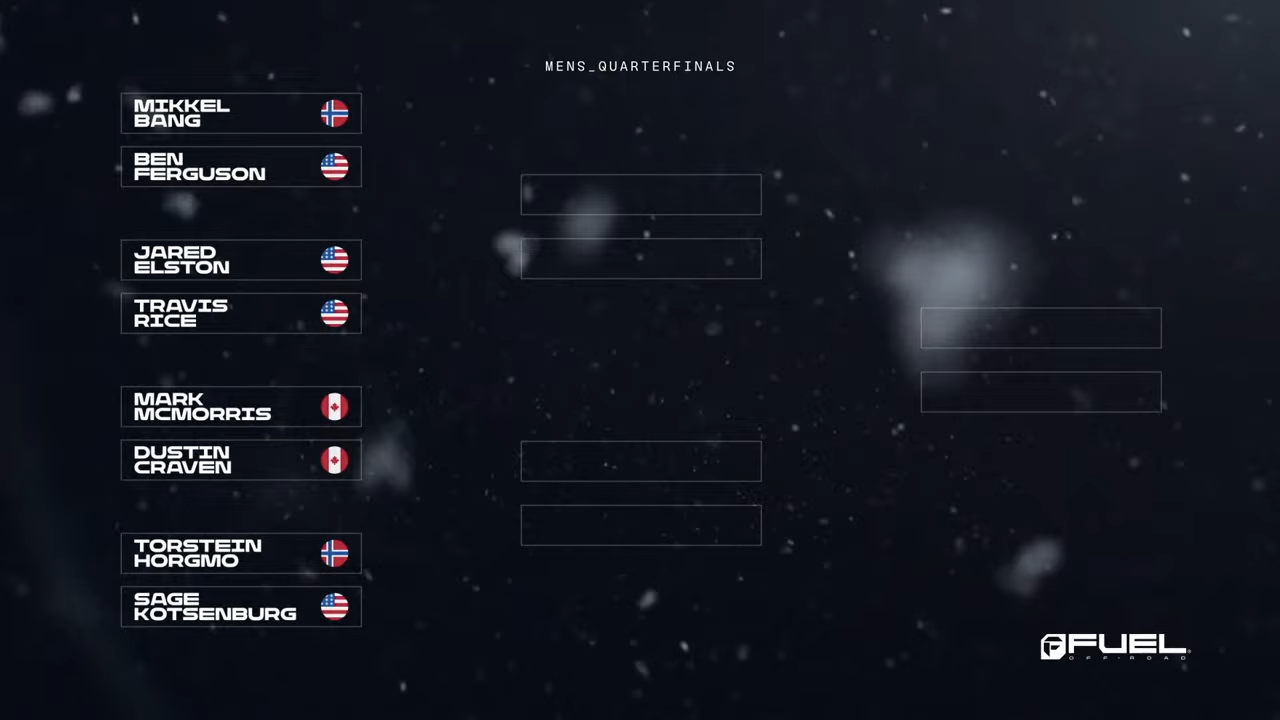 MENS_QUARTERFINALS
MIKKEL
BANG
BEN
FERGUSON
JARED
ELSTON
TRAVIS
RICE
MARK
MCMORRIS
DUSTIN
CRAVEN
TORSTEIN
HORGMO
SAGE
KOTSENBURG
FUEL
OFF-ROAD